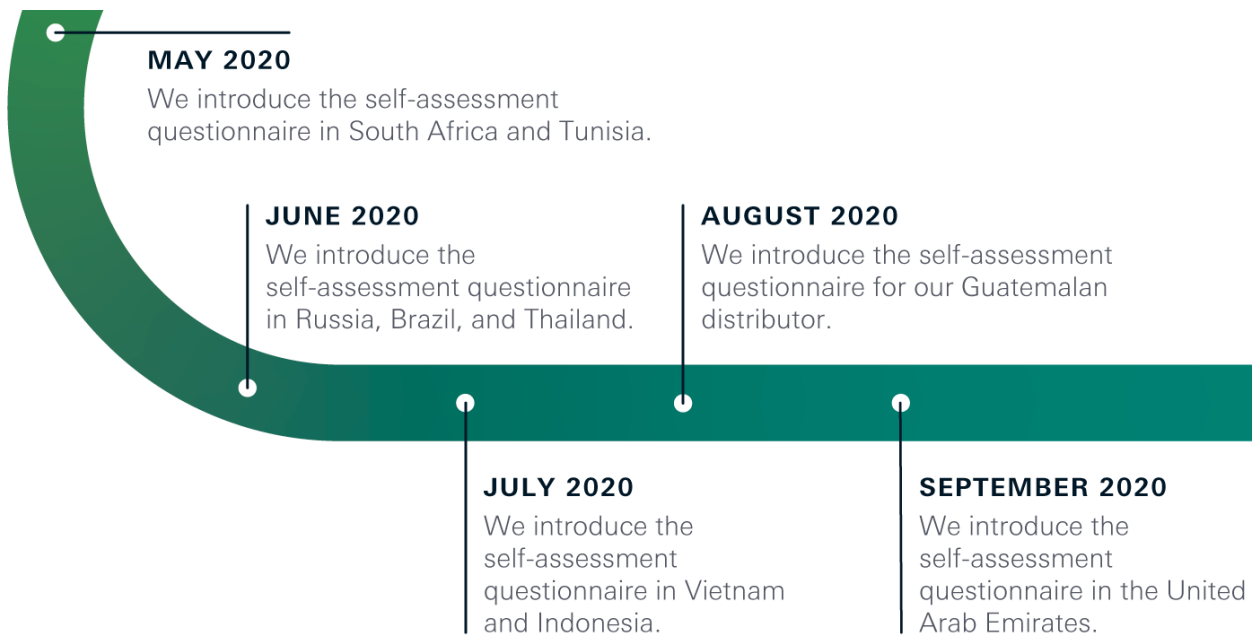 MAY 2020
We introduce the self-assessment
questionnaire in South Africa and Tunisia.
JUNE 2020
We introduce the
self-assessment questionnaire
in Russia, Brazil, and Thailand.
AUGUST 2020
We introduce the self-assessment
questionnaire for our Guatemalan
distributor.
JULY 2020
We introduce the
self-assessment
questionnaire in Vietnam
and Indonesia.
SEPTEMBER 2020
We introduce the
self-assessment
questionnaire in the United
Arab Emirates.